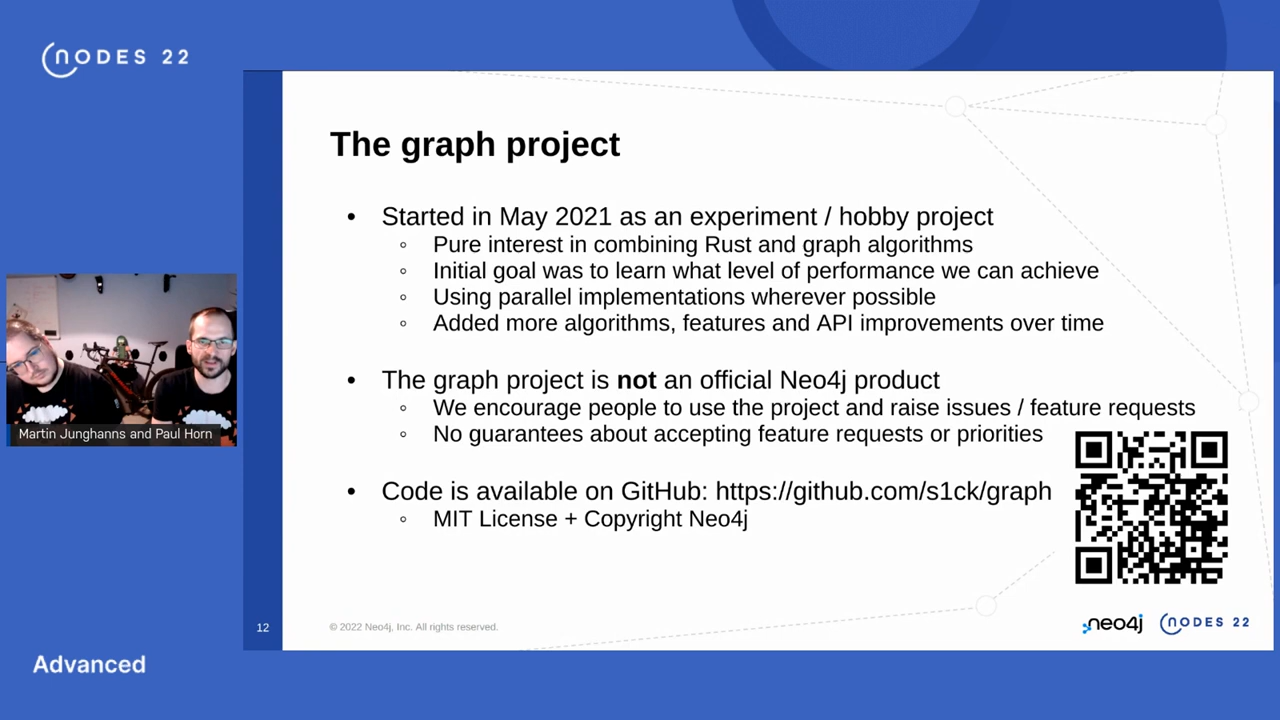 NODES 22
The graph project
• Started in May 2021 as an experiment / hobby project
◦ Pure interest in combining Rust and graph algorithms
◦ Initial goal was to learn what level of performance we can achieve
◦ Using parallel implementations wherever possible
◦ Added more algorithms, features and API improvements over time
• The graph project is not an official Neo4j product
◦ We encourage people to use the project and raise issues / feature requests
◦ No guarantees about accepting feature requests or priorities
• Code is available on GitHub: https://github.com/s1ck/graph
◦ MIT License + Copyright Neo4j
Martin Junghanns and Paul Horn
12
© 2022 Neo4j, Inc. All rights reserved.
neo4j
NODES 22
Advanced